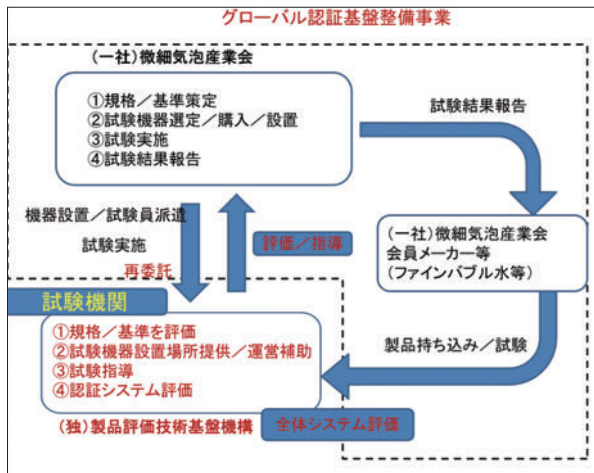 グローバル認証基盤整備事業
(一社)微細気泡産業会
①規格／基準策定
②試験機器選定／購入／設置
③試験実施
④試験結果報告
試験結果報告
機器設置／試験員派遣
試験実施
再委託
評価／指導
(一社)微細気泡産業会
会員メーカー等
(ファインバブル水等)
試験機関
①規格／基準を評価
②試験機器設置場所提供／運営補助
③試験指導
④認証システム評価
製品持ち込み／試験
(独)製品評価技術基盤機構
全体システム評価